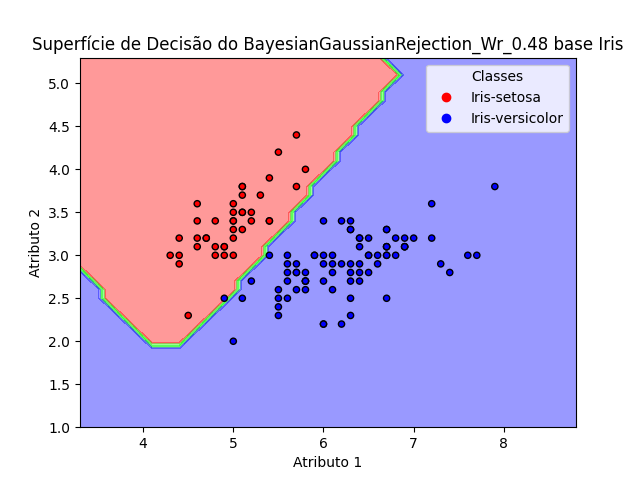 Superfície de Decisão do BayesianGaussianRejection_Wr_0.48 base Iris
Classes
Iris-setosa
Iris-versicolor
Atributo 2
5.0
4.5
4.0
3.5
3.0
2.5
2.0
1.5
1.0
4 5 6 7 8
Atributo 1